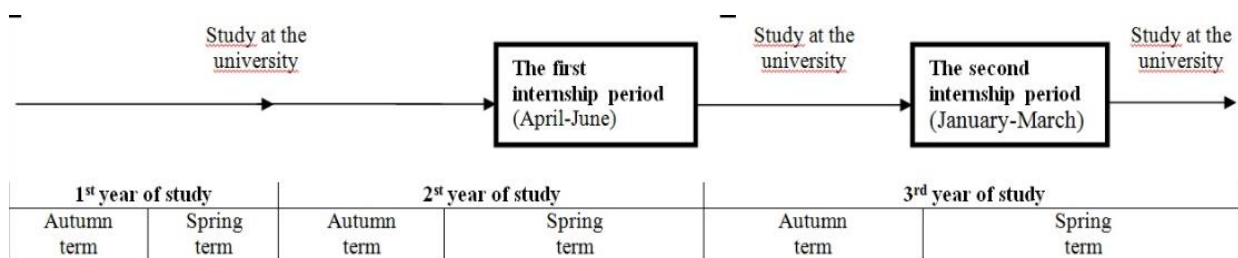 Study at the
university
The first
internship period
(April-June)
Study at the
university
The second
internship period
(January-March)
Study at the
university
1st year of study
2st year of study
3rd year of study
Autumn
term
Spring
term
Autumn
term
Spring
term
Autumn
term
Spring
term